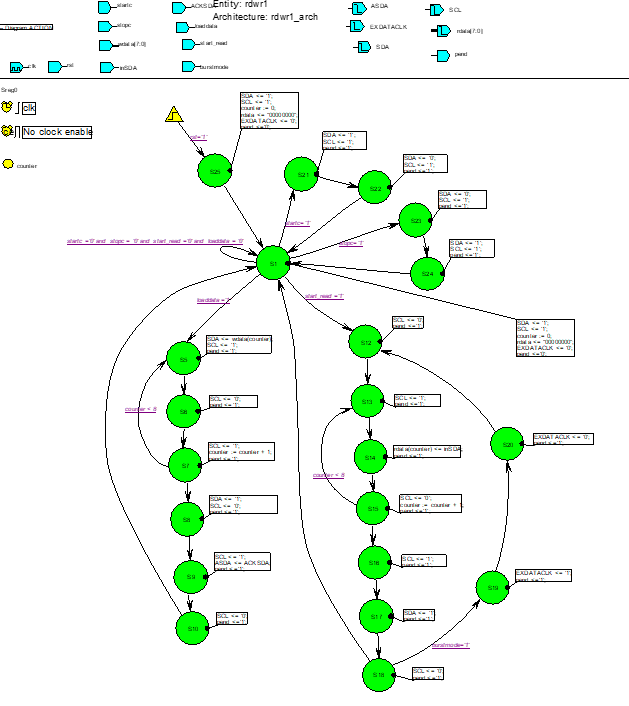 Entity: rdwr1
Architecture: rdwr1_arch
startc
stopc
wdata[7:0]
clk
rst
inSDA
ACKSDA
loaddata
start_read
burstmode
ASDA
EXDATACLK
SDA
SCL
rdata[7:0]
pend
Sreg0
clk
No clock enable
counter
SDA <= '1';
SCL <= '1';
counter := 0;
rdata <= "00000000";
EXDATACLK <= '0';
pend <='0';
rst='1'
S25
S21
SDA <= '1';
SCL <= '1';
pend <='1';
S22
SDA <= '0';
SCL <= '1';
pend <='1';
startc='1'
S23
SDA <= '0';
SCL <= '1';
pend <='1';
stopc='1'
S24
SDA <= '1';
SCL <= '1';
pend <='1';
startc ='0' and stopc = '0' and start_read ='0' and loaddata = '0'
S1
SDA <= '1';
SCL <= '1';
counter := 0;
rdata <= "00000000";
EXDATACLK <= '0';
pend <='0';
loaddata='1'
start_read ='1'
S5
SDA <= wdata(counter);
SCL <= '1';
pend <='1';
S6
SCL <= '0';
pend <='1';
counter < 8
S7
SCL <= '1';
counter := counter + 1;
pend <='1';
S8
SDA <= '1';
SCL <= '0';
pend <='1';
S9
SCL <= '1';
ASDA <= ACKSDA;
pend <='1';
S10
SCL <= '0';
pend <='1';
S12
SCL <= '0';
pend <='1';
S13
SCL <= '1';
pend <='1';
S14
rdata(counter) <= inSDA;
pend <='1';
counter < 8
S15
SCL <= '0';
counter := counter + 1;
pend <='1';
S16
SCL <= '1';
pend <='1';
S17
SDA <= '1';
pend <='1';
S18
SCL <= '0';
pend <='1';
burstmode='1'
S19
EXDATACLK <= '1';
pend <='1';
S20
EXDATACLK <= '0';
pend <='1';